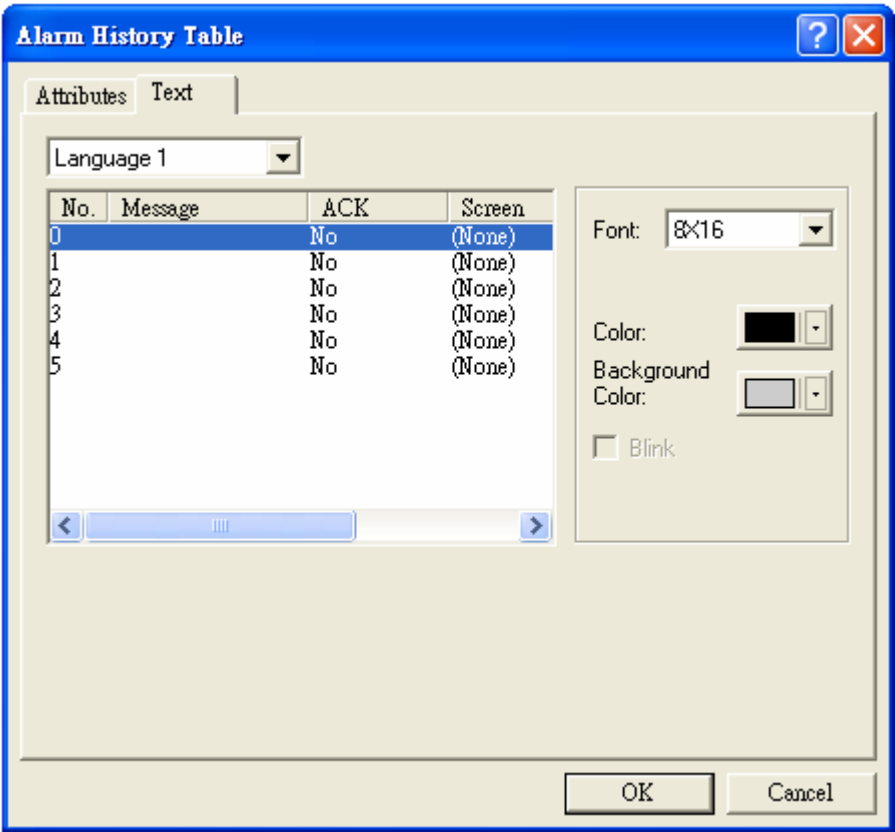 Alarm History Table
Attributes Text
Language 1
No. Message ACK Screen
0 No (None)
1 No (None)
2 No (None)
3 No (None)
4 No (None)
5 No (None)
Font: 8X16
Color:
Background
Color:
Blink
OK Cancel